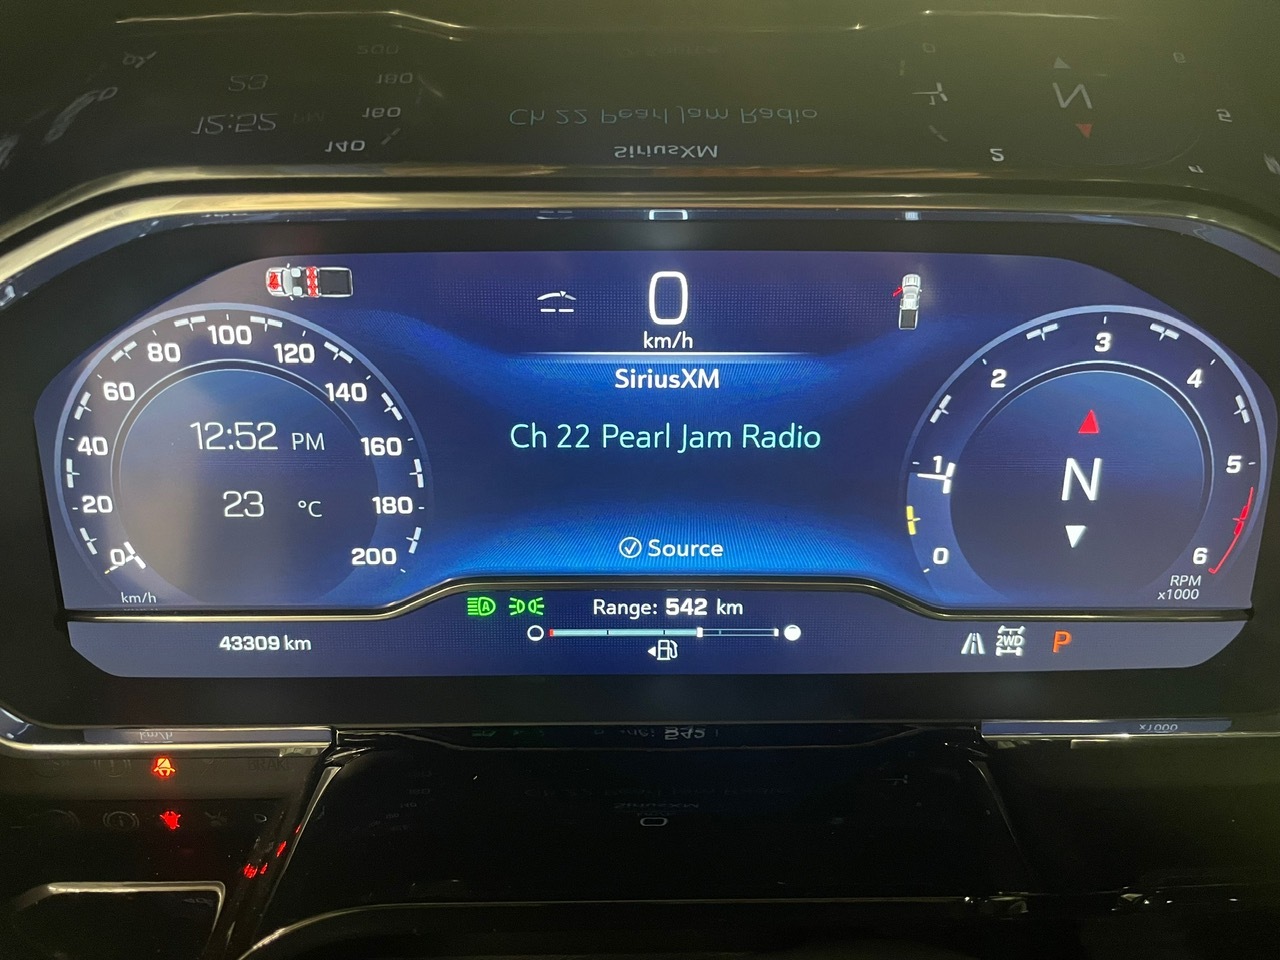 0
km/h
SiriusXM
Ch 22 Pearl Jam Radio
Source
0
20
40
60
80
100
120
140
160
180
200
km/h
12:52 PM
23 °C
0
1
2
3
4
5
6
RPM
x1000
N
A
Range: 542 km
43309 km
2WD
P